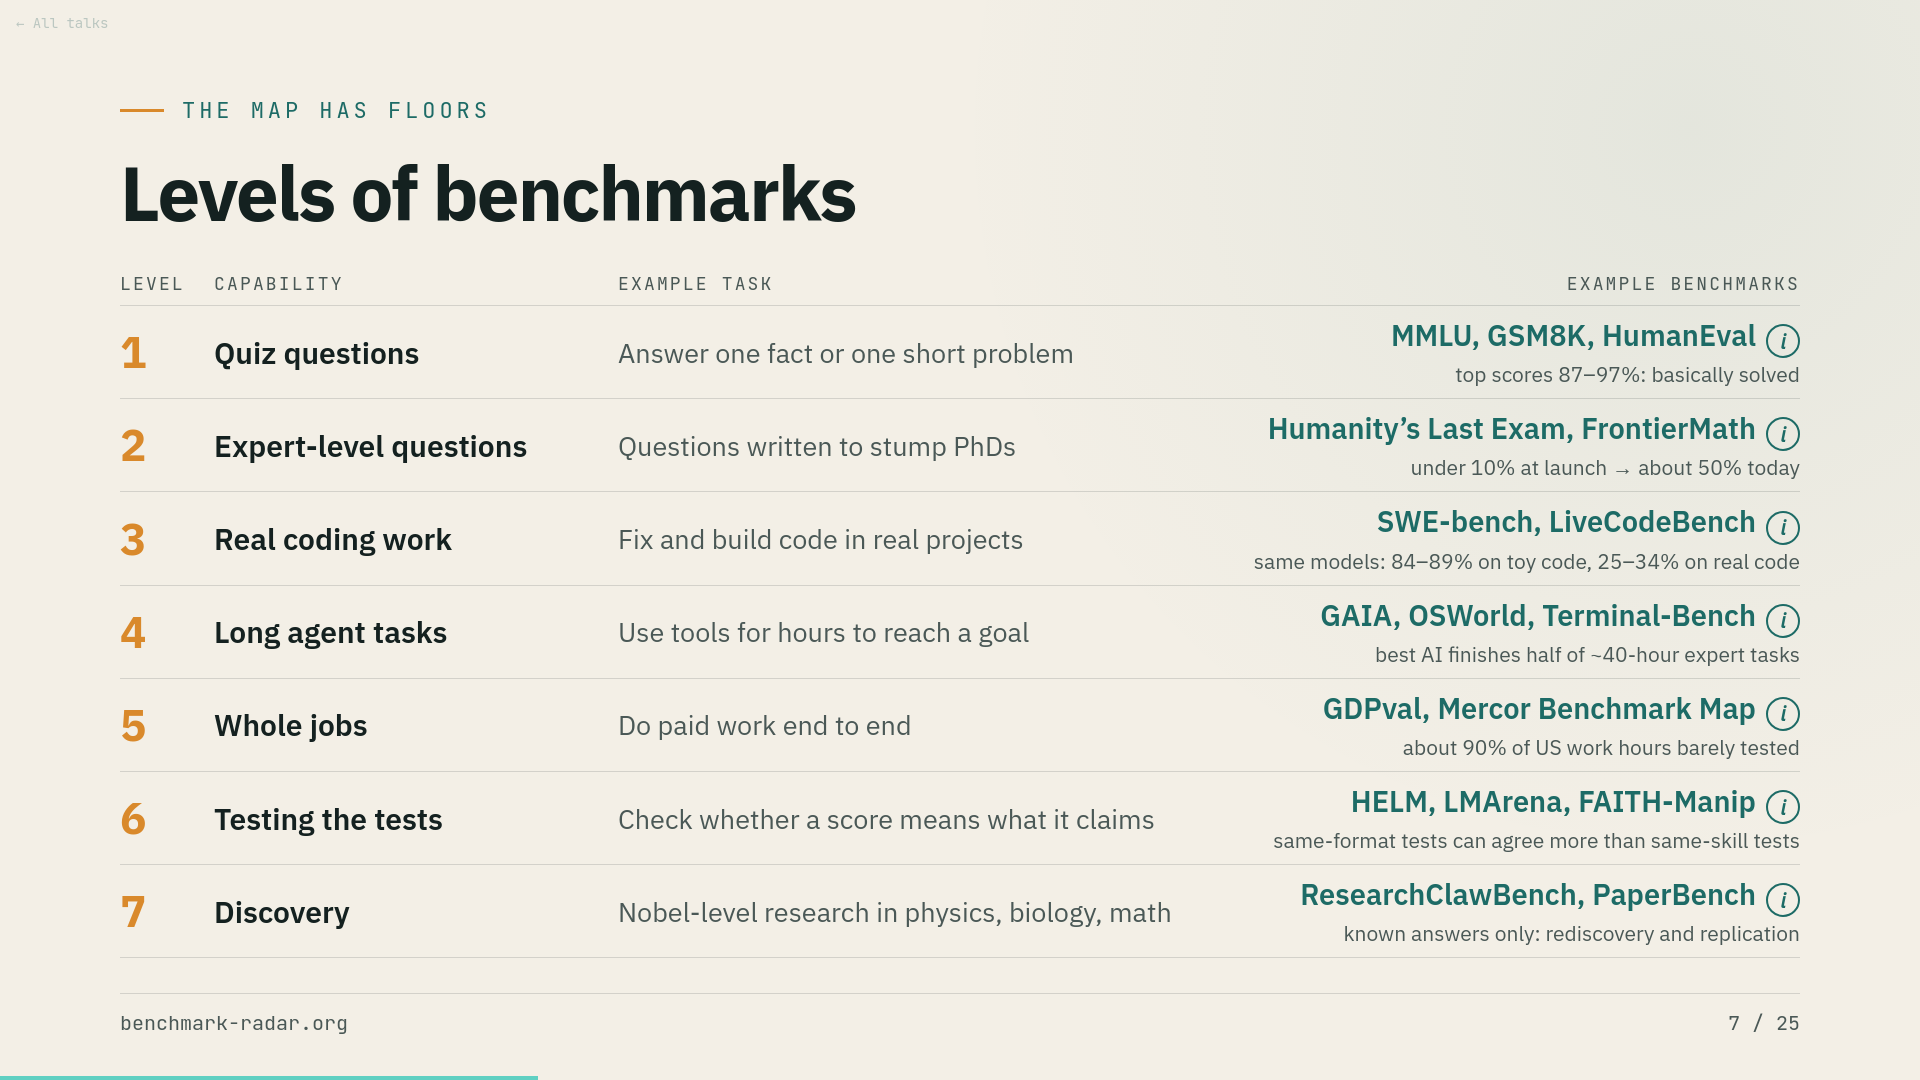 ← All talks
THE MAP HAS FLOORS
Levels of benchmarks
LEVEL CAPABILITY EXAMPLE TASK EXAMPLE BENCHMARKS
1 Quiz questions Answer one fact or one short problem MMLU, GSM8K, HumanEval i
top scores 87–97%: basically solved
2 Expert-level questions Questions written to stump PhDs Humanity’s Last Exam, FrontierMath i
under 10% at launch → about 50% today
3 Real coding work Fix and build code in real projects SWE-bench, LiveCodeBench i
same models: 84–89% on toy code, 25–34% on real code
4 Long agent tasks Use tools for hours to reach a goal GAIA, OSWorld, Terminal-Bench i
best AI finishes half of ~40-hour expert tasks
5 Whole jobs Do paid work end to end GDPval, Mercor Benchmark Map i
about 90% of US work hours barely tested
6 Testing the tests Check whether a score means what it claims HELM, LMArena, FAITH-Manip i
same-format tests can agree more than same-skill tests
7 Discovery Nobel-level research in physics, biology, math ResearchClawBench, PaperBench i
known answers only: rediscovery and replication
benchmark-radar.org 7 / 25